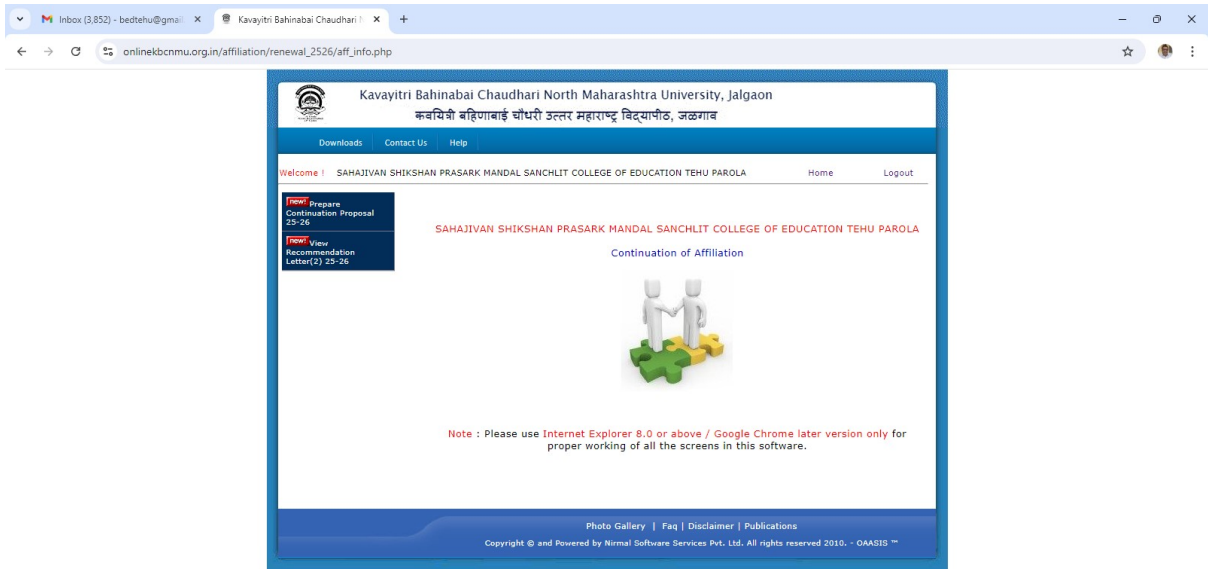 Inbox (3,852) - bedtehu@gmai
Kavayitri Bahinabai Chaudhari N
onlinekbcnmu.org.in/affiliation/renewal_2526/aff_info.php
Kavayitri Bahinabai Chaudhari North Maharashtra University, Jalgaon
कवयित्री बहिणाबाई चौधरी उत्तर महाराष्ट्र विद्यापीठ, जळगाव
Downloads Contact Us Help
Welcome ! SAHAJIVAN SHIKSHAN PRASARK MANDAL SANCHLIT COLLEGE OF EDUCATION TEHU PAROLA Home Logout
new! Prepare
Continuation Proposal
25-26
new! View
Recommendation
Letter(2) 25-26
SAHAJIVAN SHIKSHAN PRASARK MANDAL SANCHLIT COLLEGE OF EDUCATION TEHU PAROLA
Continuation of Affiliation
Note : Please use Internet Explorer 8.0 or above / Google Chrome later version only for
proper working of all the screens in this software.
Photo Gallery | Faq | Disclaimer | Publications
Copyright © and Powered by Nirmal Software Services Pvt. Ltd. All rights reserved 2010. - OAASIS ™